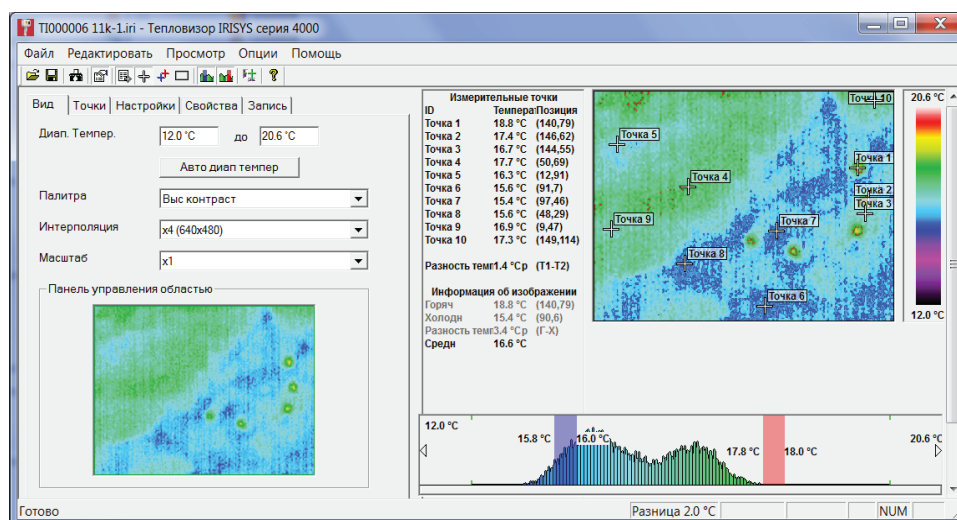 TI000006 11k-1.iri - Тепловизор IRISYS серия 4000
Файл Редактировать Просмотр Опции Помощь
Вид Точки Настройки Свойства Запись
Диап. Темпер. 12.0 °C до 20.6 °C
Авто диап темпер
Палитра Выс контраст
Интерполяция x4 (640x480)
Масштаб x1
Панель управления областью
Измерительные точки
ID Темпера Позиция
Точка 1 18.8 °C (140,79)
Точка 2 17.4 °C (146,62)
Точка 3 16.7 °C (144,55)
Точка 4 17.7 °C (50,69)
Точка 5 16.3 °C (12,91)
Точка 6 15.6 °C (91,7)
Точка 7 15.4 °C (97,46)
Точка 8 15.6 °C (48,29)
Точка 9 16.9 °C (9,47)
Точка 10 17.3 °C (149,114)
Разность темп 1.4 °C р (T1-T2)
Информация об изображении
Горяч 18.8 °C (140,79)
Холодн 15.4 °C (90,6)
Разность темп 3.4 °C р (Г-Х)
Средн 16.6 °C
Точка 10
Точка 5
Точка 1
Точка 4
Точка 2
Точка 3
Точка 9
Точка 7
Точка 8
Точка 6
20.6 °C
12.0 °C
12.0 °C
15.8 °C 16.0 °C
17.8 °C 18.0 °C
20.6 °C
Готово
Разница 2.0 °C
NUM